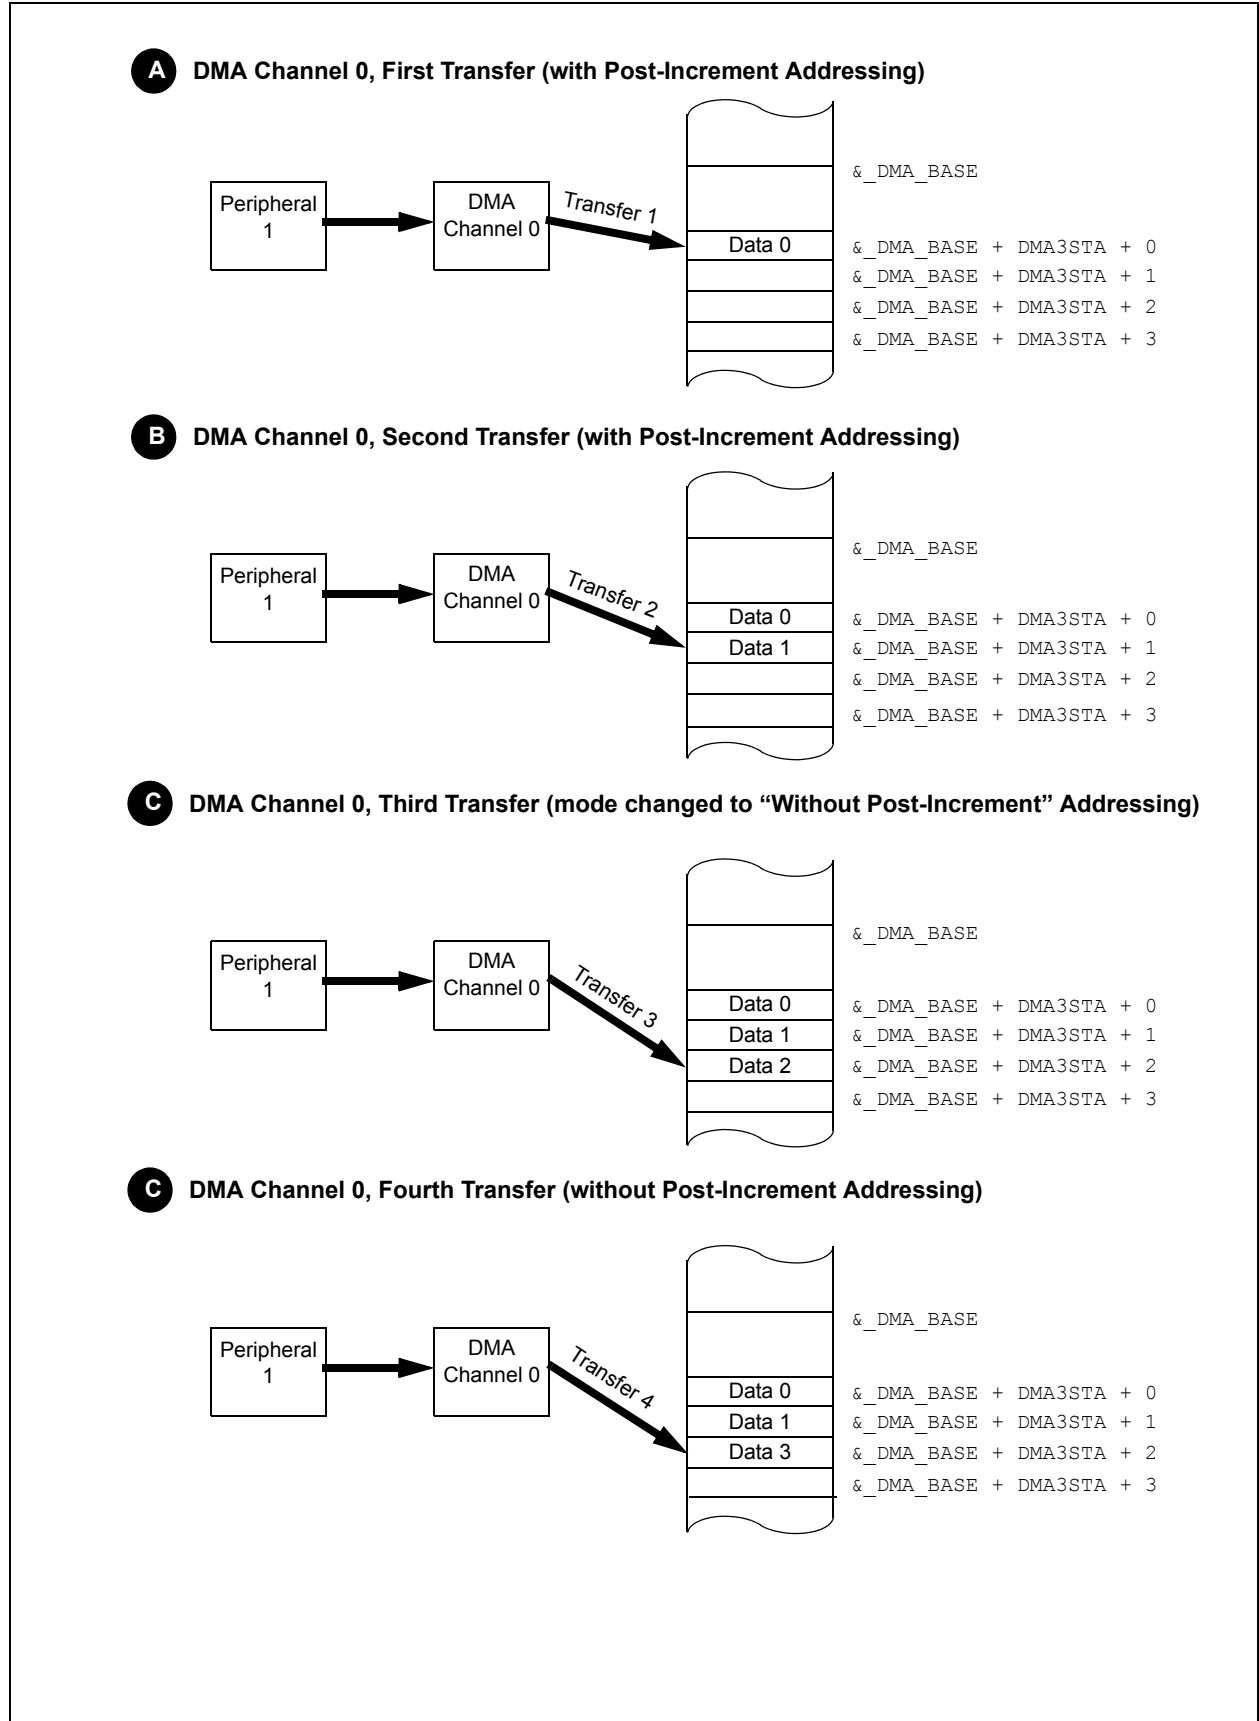 A DMA Channel 0, First Transfer (with Post-Increment Addressing)
&_DMA_BASE
Peripheral
1
DMA
Channel 0
Transfer 1
Data 0 &_DMA_BASE + DMA3STA + 0
&_DMA_BASE + DMA3STA + 1
&_DMA_BASE + DMA3STA + 2
&_DMA_BASE + DMA3STA + 3
B DMA Channel 0, Second Transfer (with Post-Increment Addressing)
&_DMA_BASE
Peripheral
1
DMA
Channel 0
Transfer 2
Data 0 &_DMA_BASE + DMA3STA + 0
Data 1 &_DMA_BASE + DMA3STA + 1
&_DMA_BASE + DMA3STA + 2
&_DMA_BASE + DMA3STA + 3
C DMA Channel 0, Third Transfer (mode changed to “Without Post-Increment” Addressing)
&_DMA_BASE
Peripheral
1
DMA
Channel 0
Transfer 3
Data 0 &_DMA_BASE + DMA3STA + 0
Data 1 &_DMA_BASE + DMA3STA + 1
Data 2 &_DMA_BASE + DMA3STA + 2
&_DMA_BASE + DMA3STA + 3
C DMA Channel 0, Fourth Transfer (without Post-Increment Addressing)
&_DMA_BASE
Peripheral
1
DMA
Channel 0
Transfer 4
Data 0 &_DMA_BASE + DMA3STA + 0
Data 1 &_DMA_BASE + DMA3STA + 1
Data 3 &_DMA_BASE + DMA3STA + 2
&_DMA_BASE + DMA3STA + 3